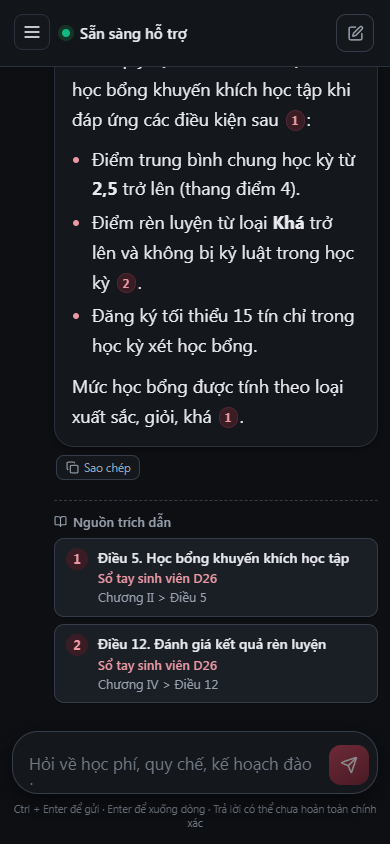 Sẵn sàng hỗ trợ
học bổng khuyến khích học tập khi
đáp ứng các điều kiện sau 1:
• Điểm trung bình chung học kỳ từ
2,5 trở lên (thang điểm 4).
• Điểm rèn luyện từ loại Khá trở
lên và không bị kỷ luật trong học
kỳ 2.
• Đăng ký tối thiểu 15 tín chỉ trong
học kỳ xét học bổng.
Mức học bổng được tính theo loại
xuất sắc, giỏi, khá 1.
Sao chép
Nguồn trích dẫn
1 Điều 5. Học bổng khuyến khích học tập
Sổ tay sinh viên D26
Chương II > Điều 5
2 Điều 12. Đánh giá kết quả rèn luyện
Sổ tay sinh viên D26
Chương IV > Điều 12
Hỏi về học phí, quy chế, kế hoạch đào
Ctrl + Enter để gửi · Enter để xuống dòng · Trả lời có thể chưa hoàn toàn chính
xác